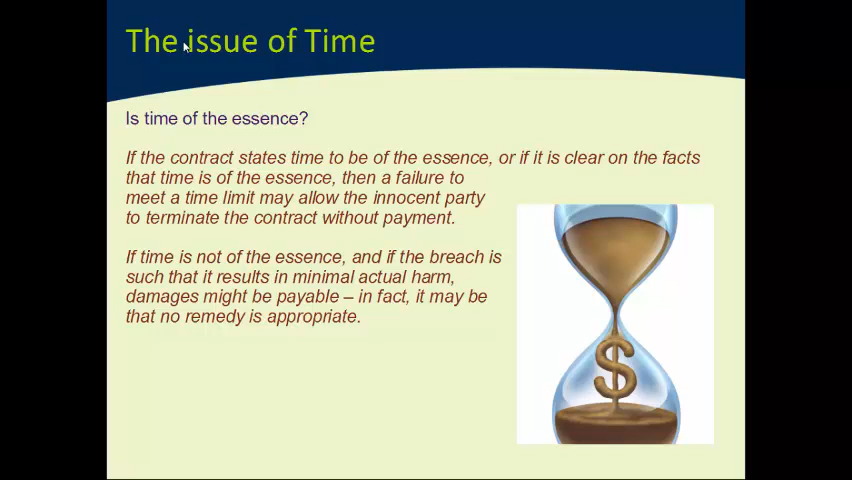 The issue of Time
Is time of the essence?
If the contract states time to be of the essence, or if it is clear on the facts
that time is of the essence, then a failure to
meet a time limit may allow the innocent party
to terminate the contract without payment.
If time is not of the essence, and if the breach is
such that it results in minimal actual harm,
damages might be payable – in fact, it may be
that no remedy is appropriate.
$